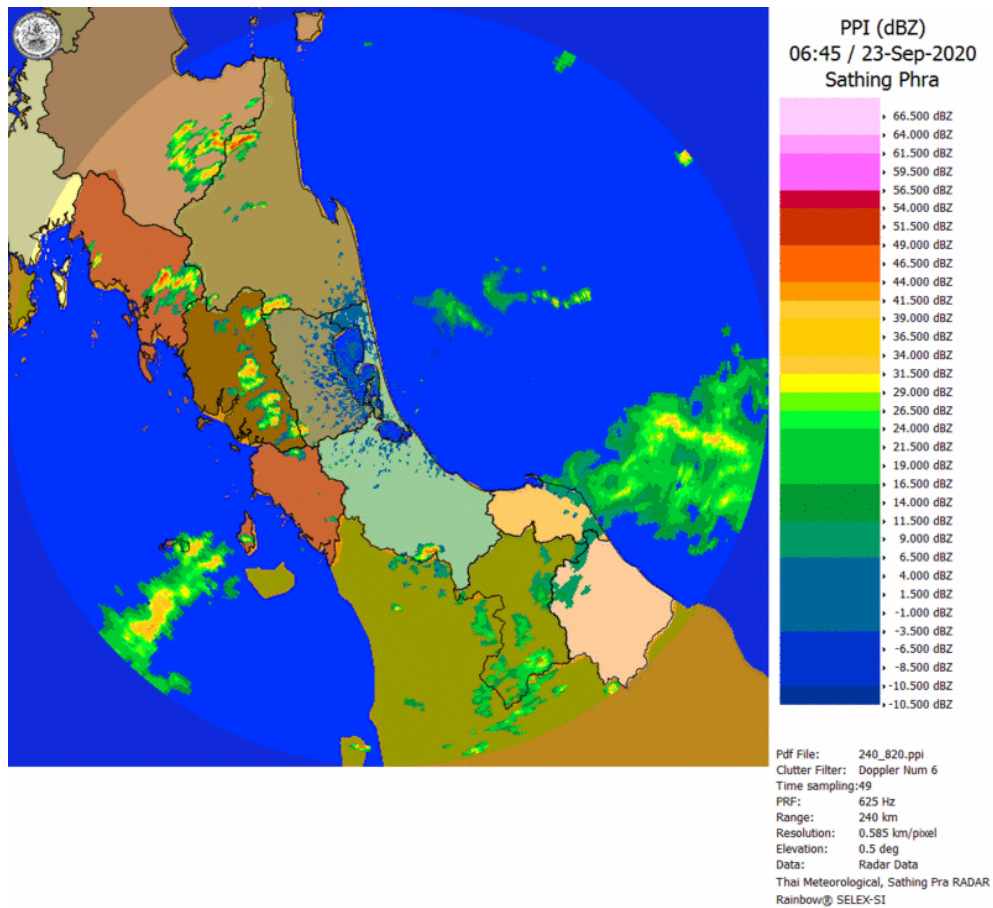 PPI (dBZ)
06:45 / 23-Sep-2020
Sathing Phra
66.500 dBZ
64.000 dBZ
61.500 dBZ
59.500 dBZ
56.500 dBZ
54.000 dBZ
51.500 dBZ
49.000 dBZ
46.500 dBZ
44.000 dBZ
41.500 dBZ
39.000 dBZ
36.500 dBZ
34.000 dBZ
31.500 dBZ
29.000 dBZ
26.500 dBZ
24.000 dBZ
21.500 dBZ
19.000 dBZ
16.500 dBZ
14.000 dBZ
11.500 dBZ
9.000 dBZ
6.500 dBZ
4.000 dBZ
1.500 dBZ
-1.000 dBZ
-3.500 dBZ
-6.500 dBZ
-8.500 dBZ
-10.500 dBZ
-10.500 dBZ
Pdf File: 240_820.ppi
Clutter Filter: Doppler Num 6
Time sampling:49
PRF: 625 Hz
Range: 240 km
Resolution: 0.585 km/pixel
Elevation: 0.5 deg
Data: Radar Data
Thai Meteorological, Sathing Pra RADAR
Rainbow® SELEX-SI